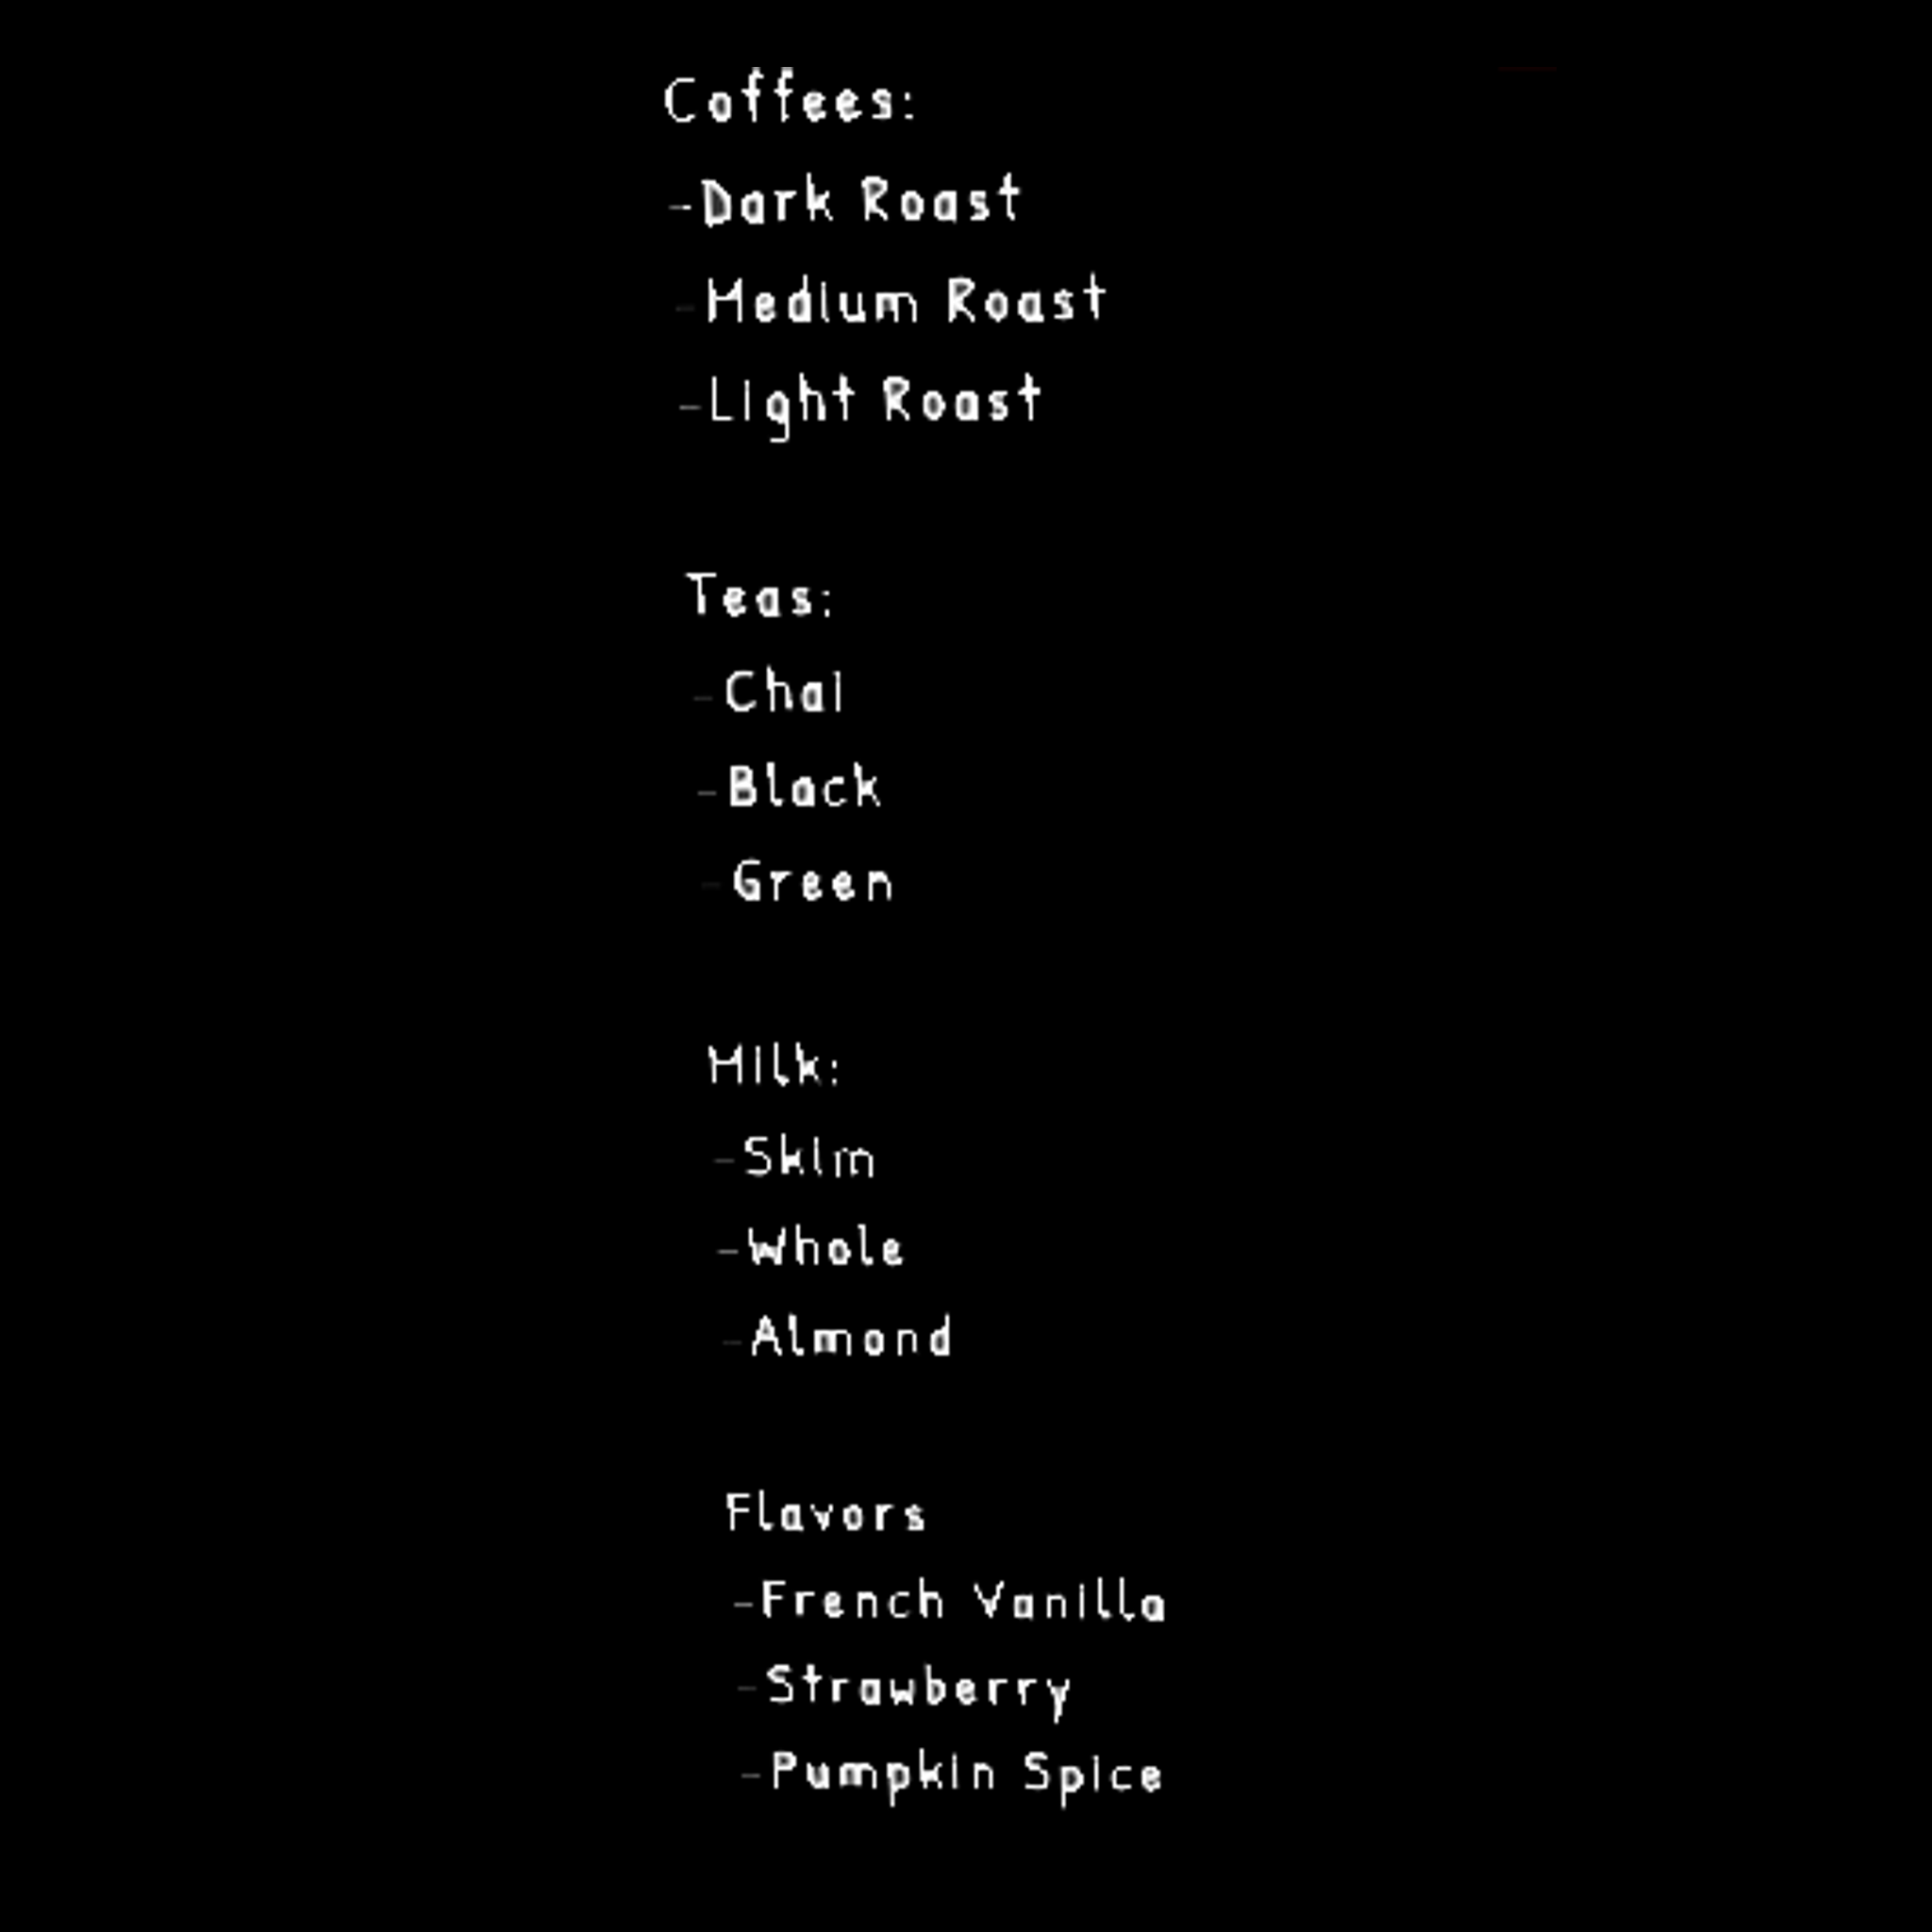 Coffees:
-Dark Roast
-Medium Roast
-Light Roast
Teas:
-Chai
-Black
-Green
Milk:
-Skim
-Whole
-Almond
Flavors
-French Vanilla
-Strawberry
-Pumpkin Spice